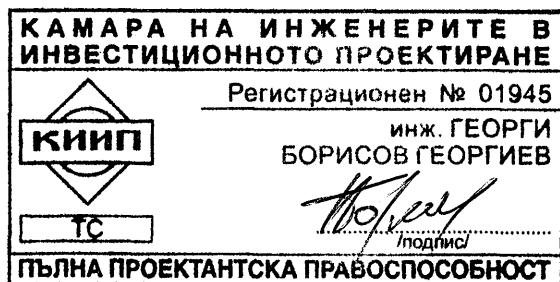 КАМАРА НА ИНЖЕНЕРИТЕ В
ИНВЕСТИЦИОННОТО ПРОЕКТИРАНЕ
Регистрационен № 01945
КИИП
инж. ГЕОРГИ
БОРИСОВ ГЕОРГИЕВ
ТС
/подпис/
ПЪЛНА ПРОЕКТАНТСКА ПРАВОСПОСОБНОСТ